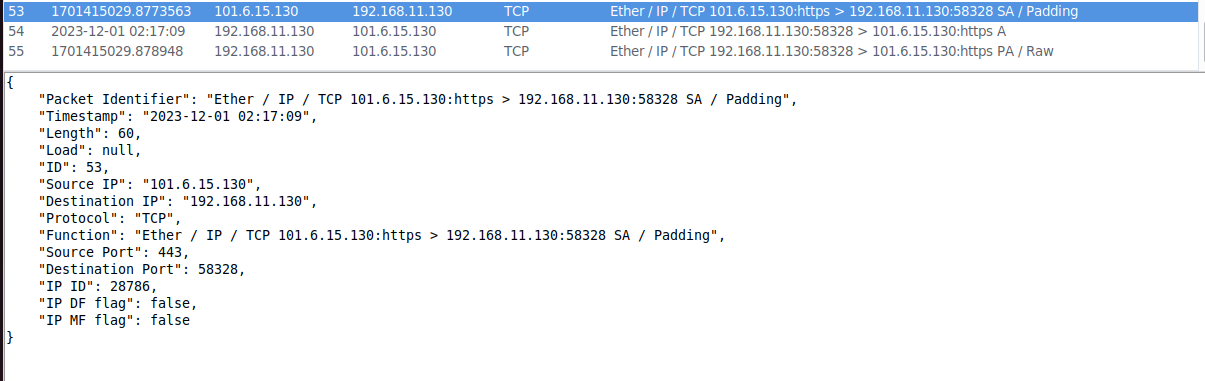 53 1701415029.8773563 101.6.15.130 192.168.11.130 TCP Ether / IP / TCP 101.6.15.130:https > 192.168.11.130:58328 SA / Padding
54 2023-12-01 02:17:09 192.168.11.130 101.6.15.130 TCP Ether / IP / TCP 192.168.11.130:58328 > 101.6.15.130:https A
55 1701415029.878948 192.168.11.130 101.6.15.130 TCP Ether / IP / TCP 192.168.11.130:58328 > 101.6.15.130:https PA / Raw
{
    "Packet Identifier": "Ether / IP / TCP 101.6.15.130:https > 192.168.11.130:58328 SA / Padding",
    "Timestamp": "2023-12-01 02:17:09",
    "Length": 60,
    "Load": null,
    "ID": 53,
    "Source IP": "101.6.15.130",
    "Destination IP": "192.168.11.130",
    "Protocol": "TCP",
    "Function": "Ether / IP / TCP 101.6.15.130:https > 192.168.11.130:58328 SA / Padding",
    "Source Port": 443,
    "Destination Port": 58328,
    "IP ID": 28786,
    "IP DF flag": false,
    "IP MF flag": false
}